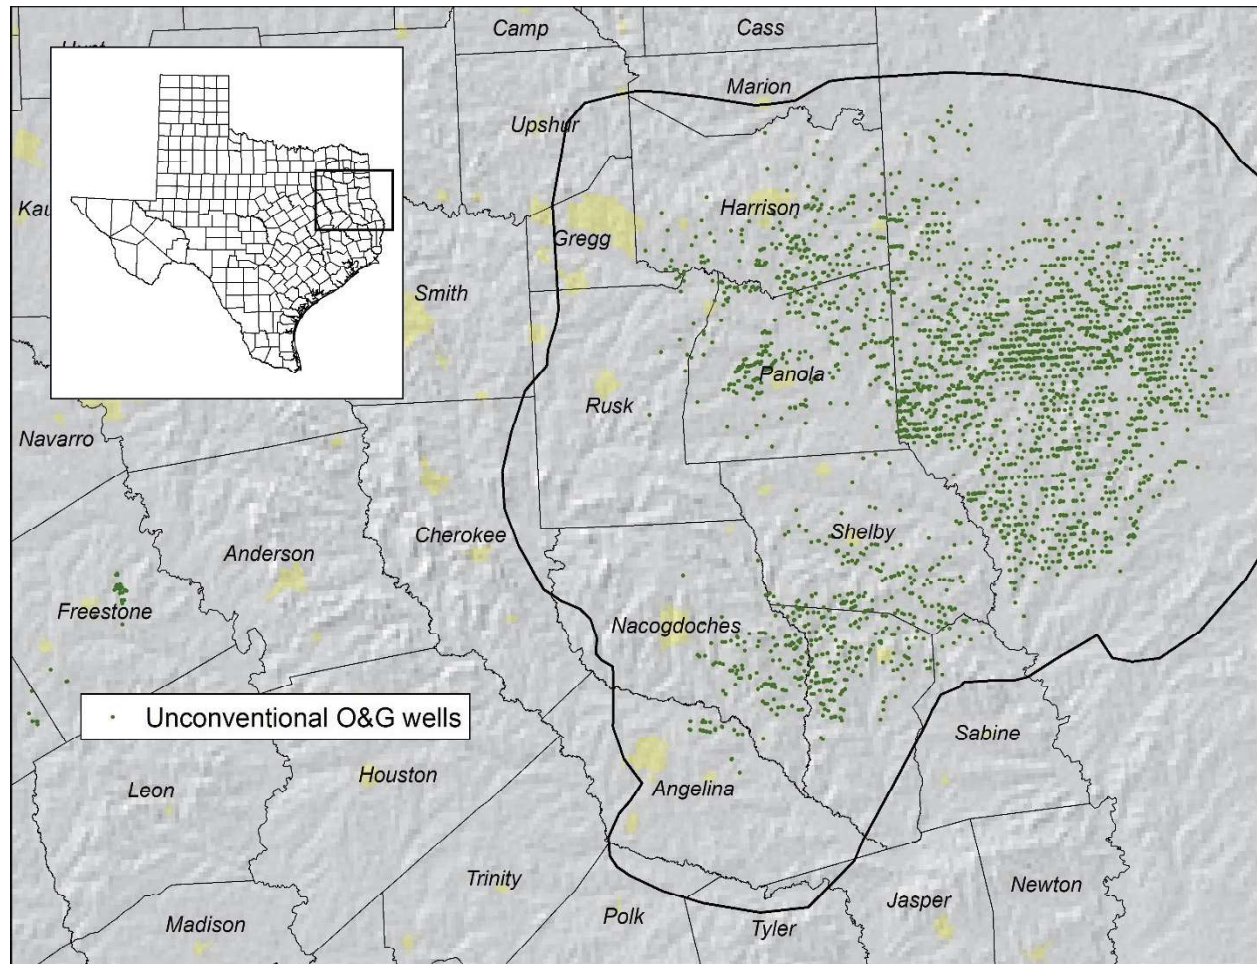 Camp
Cass
Marion
Upshur
Harrison
Kau
Gregg
Smith
Panola
Rusk
Navarro
Shelby
Cherokee
Anderson
Freestone
Nacogdoches
Unconventional O&G wells
Sabine
Houston
Leon
Angelina
Trinity
Jasper
Newton
Polk
Madison
Tyler